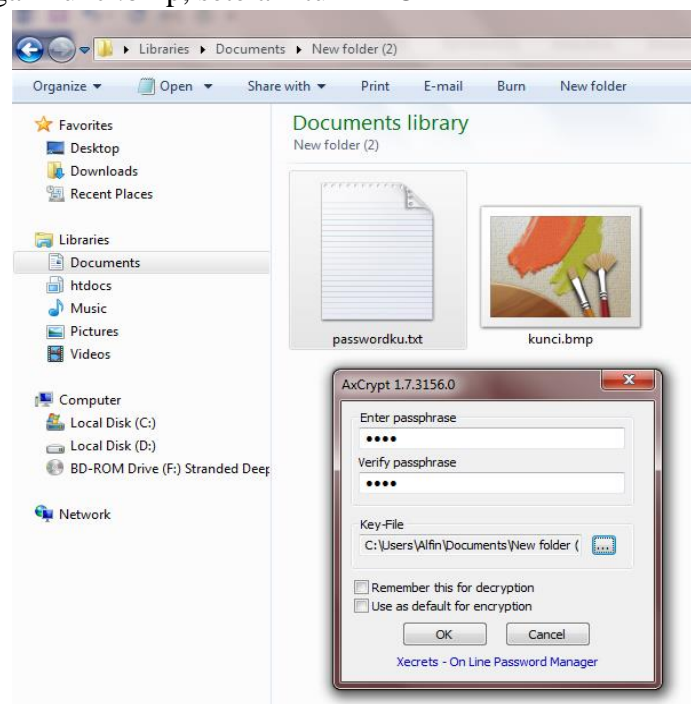 Libraries ▸ Documents ▸ New folder (2)
Organize Open Share with Print E-mail Burn New folder
Favorites
Desktop
Downloads
Recent Places
Libraries
Documents
htdocs
Music
Pictures
Videos
Computer
Local Disk (C:)
Local Disk (D:)
BD-ROM Drive (F:) Stranded Deep
Network
Documents library
New folder (2)
passwordku.txt
kunci.bmp
AxCrypt 1.7.3156.0
Enter passphrase
••••
Verify passphrase
••••
Key-File
C:\Users\Alfin\Documents\New folder (
...
Remember this for decryption
Use as default for encryption
OK Cancel
Xecrets - On Line Password Manager